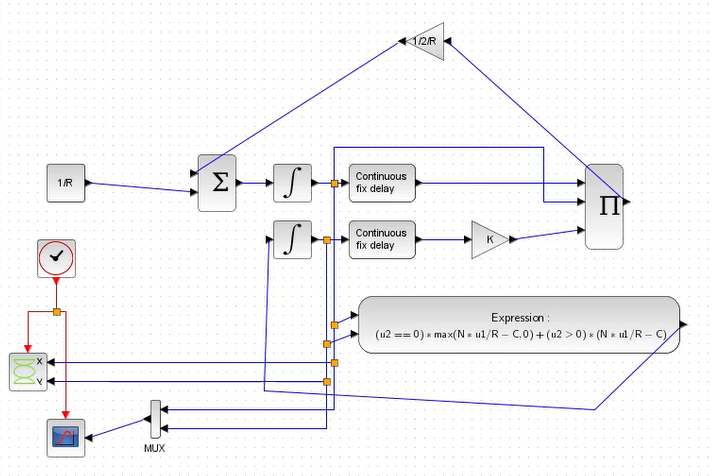 1/2/R
1/R
Σ
∫
Continuous
fix delay
Π
∫
Continuous
fix delay
K
Expression :
(u2 == 0) * max(N * u1/R − C, 0) + (u2 > 0) * (N * u1/R − C)
X
Y
MUX